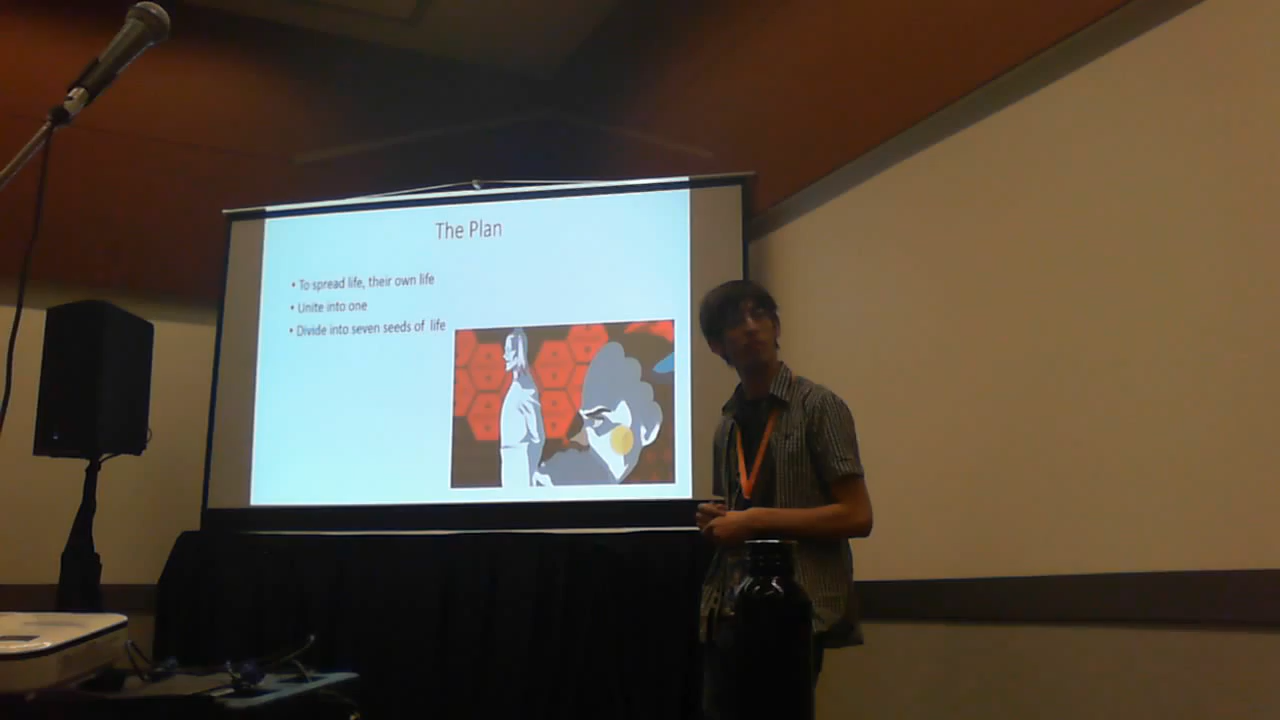 The Plan
• To spread life, their own life
• Unite into one
• Divide into seven seeds of life